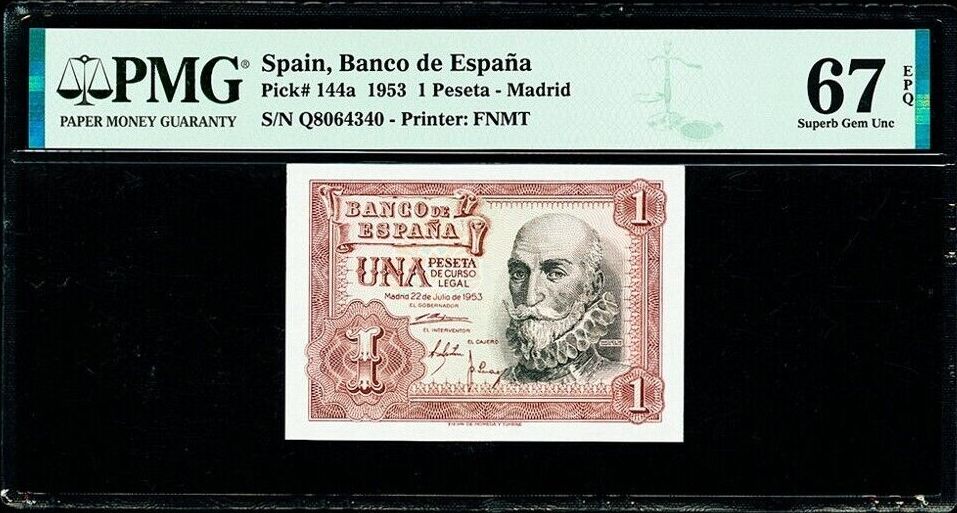 PMG®
PAPER MONEY GUARANTY
Spain, Banco de España
Pick# 144a 1953 1 Peseta - Madrid
S/N Q8064340 - Printer: FNMT
67 EPQ
Superb Gem Unc
BANCO DE
ESPAÑA
UNA PESETA
DE CURSO
LEGAL
Madrid 22 de Julio de 1953
EL GOBERNADOR
EL INTERVENTOR
EL CAJERO
1
1
1